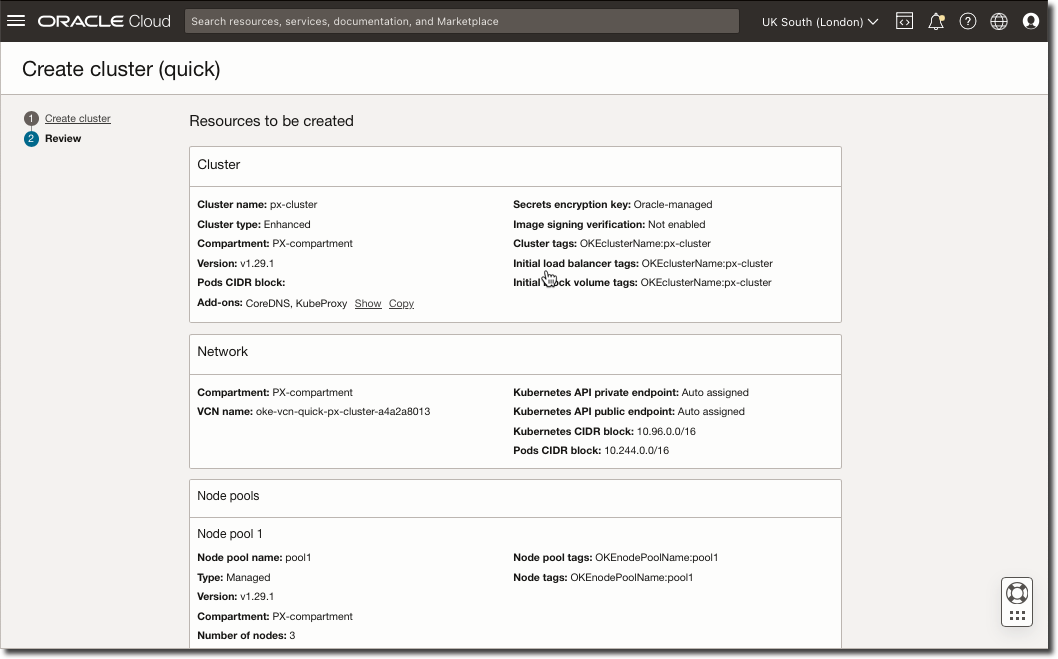 ORACLE Cloud
Search resources, services, documentation, and Marketplace
UK South (London)
Create cluster (quick)
1 Create cluster
2 Review
Resources to be created
Cluster
Cluster name: px-cluster
Cluster type: Enhanced
Compartment: PX-compartment
Version: v1.29.1
Pods CIDR block:
Add-ons: CoreDNS, KubeProxy Show Copy
Secrets encryption key: Oracle-managed
Image signing verification: Not enabled
Cluster tags: OKEclusterName:px-cluster
Initial load balancer tags: OKEclusterName:px-cluster
Initial volume tags: OKEclusterName:px-cluster
Network
Compartment: PX-compartment
VCN name: oke-vcn-quick-px-cluster-a4a2a8013
Kubernetes API private endpoint: Auto assigned
Kubernetes API public endpoint: Auto assigned
Kubernetes CIDR block: 10.96.0.0/16
Pods CIDR block: 10.244.0.0/16
Node pools
Node pool 1
Node pool name: pool1
Type: Managed
Version: v1.29.1
Compartment: PX-compartment
Number of nodes: 3
Node pool tags: OKEnodePoolName:pool1
Node tags: OKEnodePoolName:pool1